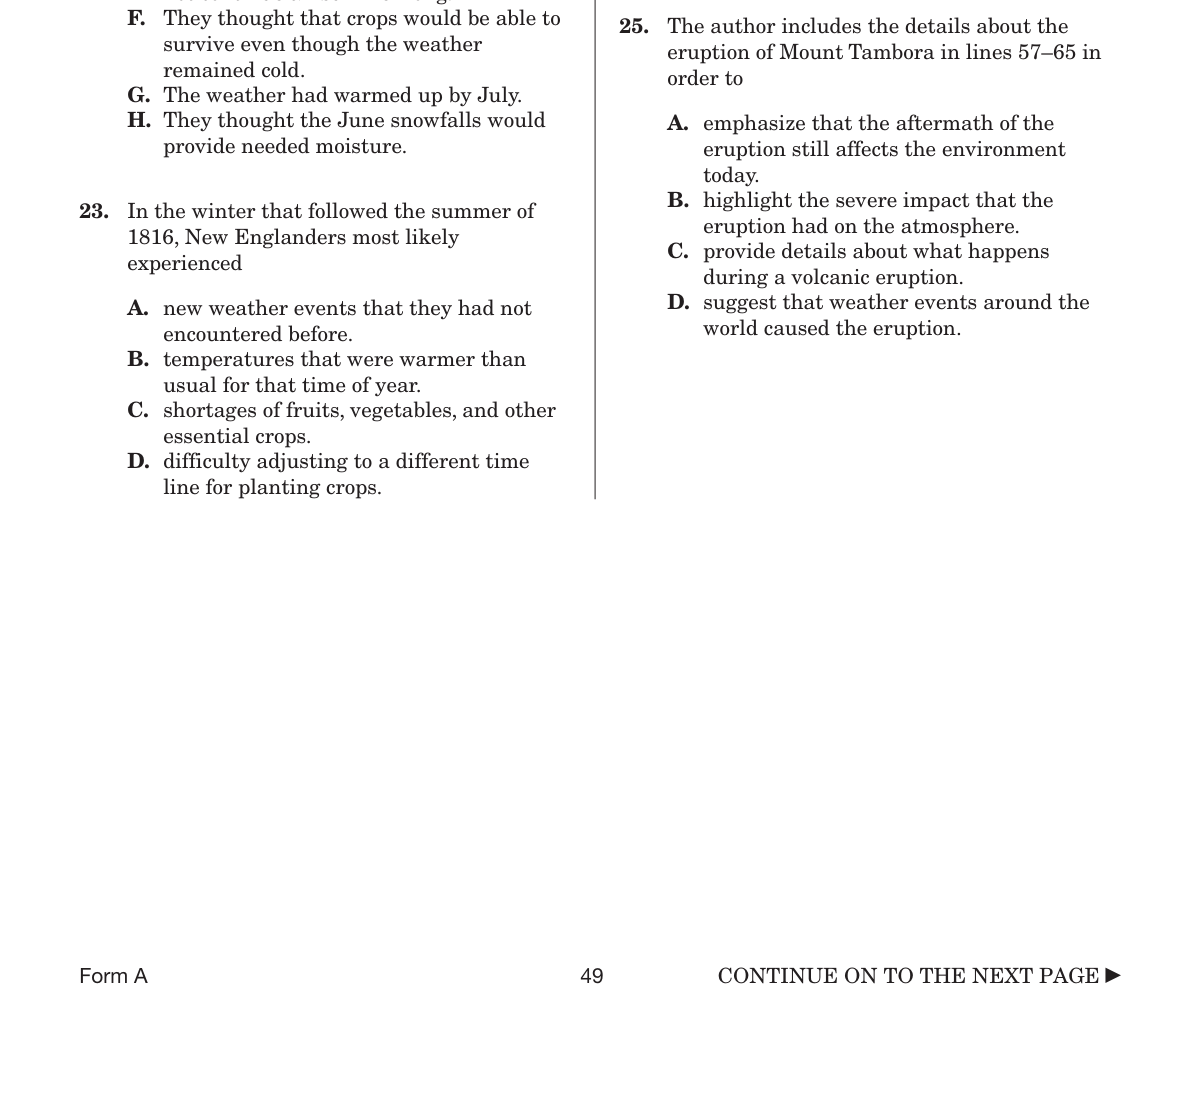 F. They thought that crops would be able to
survive even though the weather
remained cold.
G. The weather had warmed up by July.
H. They thought the June snowfalls would
provide needed moisture.
23. In the winter that followed the summer of
1816, New Englanders most likely
experienced
A. new weather events that they had not
encountered before.
B. temperatures that were warmer than
usual for that time of year.
C. shortages of fruits, vegetables, and other
essential crops.
D. difficulty adjusting to a different time
line for planting crops.
25. The author includes the details about the
eruption of Mount Tambora in lines 57–65 in
order to
A. emphasize that the aftermath of the
eruption still affects the environment
today.
B. highlight the severe impact that the
eruption had on the atmosphere.
C. provide details about what happens
during a volcanic eruption.
D. suggest that weather events around the
world caused the eruption.
Form A
49
CONTINUE ON TO THE NEXT PAGE ►